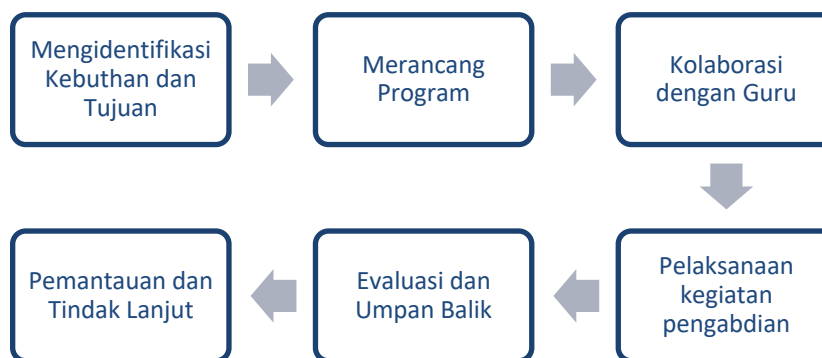 Mengidentifikasi
Kebuthan dan
Tujuan
Merancang
Program
Kolaborasi
dengan Guru
Pelaksanaan
kegiatan
pengabdian
Evaluasi dan
Umpan Balik
Pemantauan dan
Tindak Lanjut